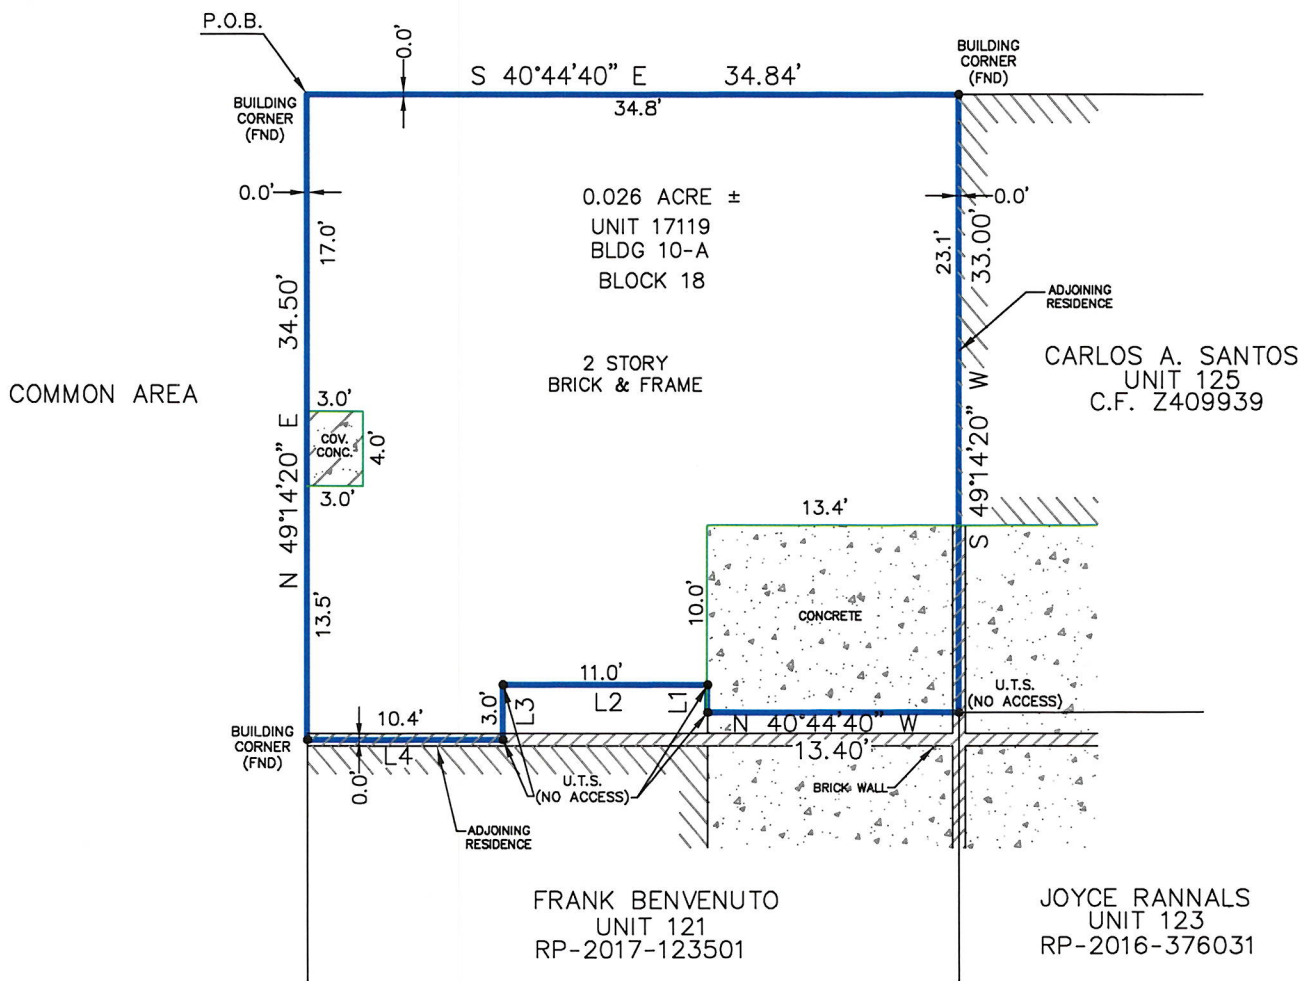 P.O.B.
0.0'
S 40°44'40" E 34.84'
34.8'
BUILDING
CORNER
(FND)
BUILDING
CORNER
(FND)
0.0'
17.0'
0.026 ACRE ±
UNIT 17119
BLDG 10-A
BLOCK 18
23.1'
0.0'
33.00'
ADJOINING
RESIDENCE
N 49°14'20" E 34.50'
2 STORY
BRICK & FRAME
S 49°14'20" W
CARLOS A. SANTOS
UNIT 125
C.F. Z409939
COMMON AREA
3.0'
COV.
CONC.
4.0'
3.0'
13.4'
13.5'
10.0'
CONCRETE
11.0'
3.0'
L3
L2
L1
U.T.S.
(NO ACCESS)
10.4'
N 40°44'40" W
13.40'
BUILDING
CORNER
(FND)
L4
0.0'
U.T.S.
(NO ACCESS)
BRICK WALL
ADJOINING
RESIDENCE
FRANK BENVENUTO
UNIT 121
RP-2017-123501
JOYCE RANNALS
UNIT 123
RP-2016-376031